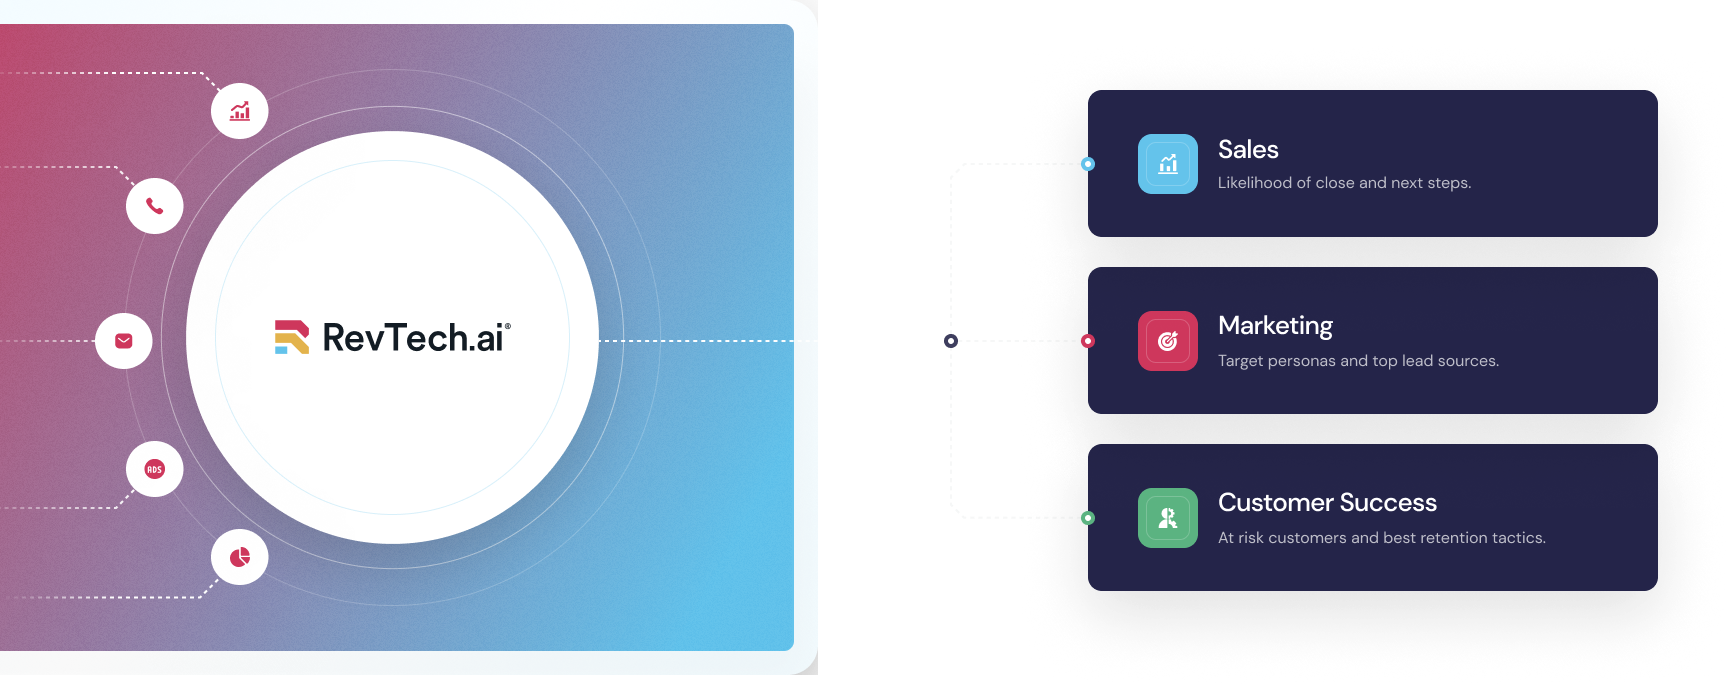 RevTech.ai®
ADS
Sales
Likelihood of close and next steps.
Marketing
Target personas and top lead sources.
Customer Success
At risk customers and best retention tactics.